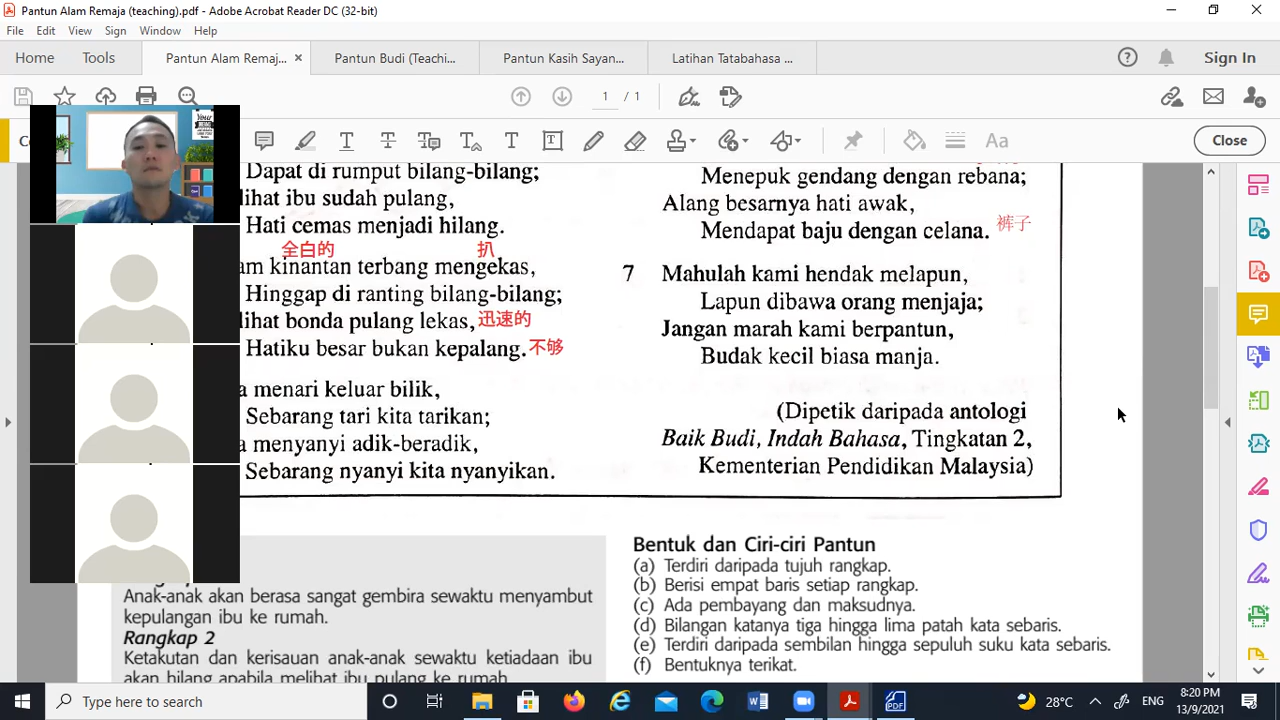 Pantun Alam Remaja (teaching).pdf - Adobe Acrobat Reader DC (32-bit)
File Edit View Sign Window Help
Home Tools Pantun Alam Remaj... × Pantun Budi (Teachi... Pantun Kasih Sayan... Latihan Tatabahasa ... Sign In
1 / 1
Close
Dapat di rumput bilang-bilang;
lihat ibu sudah pulang,
Hati cemas menjadi hilang.
全白的 扒
am kinantan terbang mengekas,
Hinggap di ranting bilang-bilang;
lihat bonda pulang lekas, 迅速的
Hatiku besar bukan kepalang. 不够
a menari keluar bilik,
Sebarang tari kita tarikan;
a menyanyi adik-beradik,
Sebarang nyanyi kita nyanyikan.
Menepuk gendang dengan rebana;
Alang besarnya hati awak,
Mendapat baju dengan celana. 裤子
7 Mahulah kami hendak melapun,
Lapun dibawa orang menjaja;
Jangan marah kami berpantun,
Budak kecil biasa manja.
(Dipetik daripada antologi
Baik Budi, Indah Bahasa, Tingkatan 2,
Kementerian Pendidikan Malaysia)
Anak-anak akan berasa sangat gembira sewaktu menyambut
kepulangan ibu ke rumah.
Rangkap 2
Ketakutan dan kerisauan anak-anak sewaktu ketiadaan ibu
akan hilang apabila melihat ibu pulang ke rumah.
Bentuk dan Ciri-ciri Pantun
(a) Terdiri daripada tujuh rangkap.
(b) Berisi empat baris setiap rangkap.
(c) Ada pembayang dan maksudnya.
(d) Bilangan katanya tiga hingga lima patah kata sebaris.
(e) Terdiri daripada sembilan hingga sepuluh suku kata sebaris.
(f) Bentuknya terikat.
Type here to search
28°C ENG 8:20 PM
13/9/2021